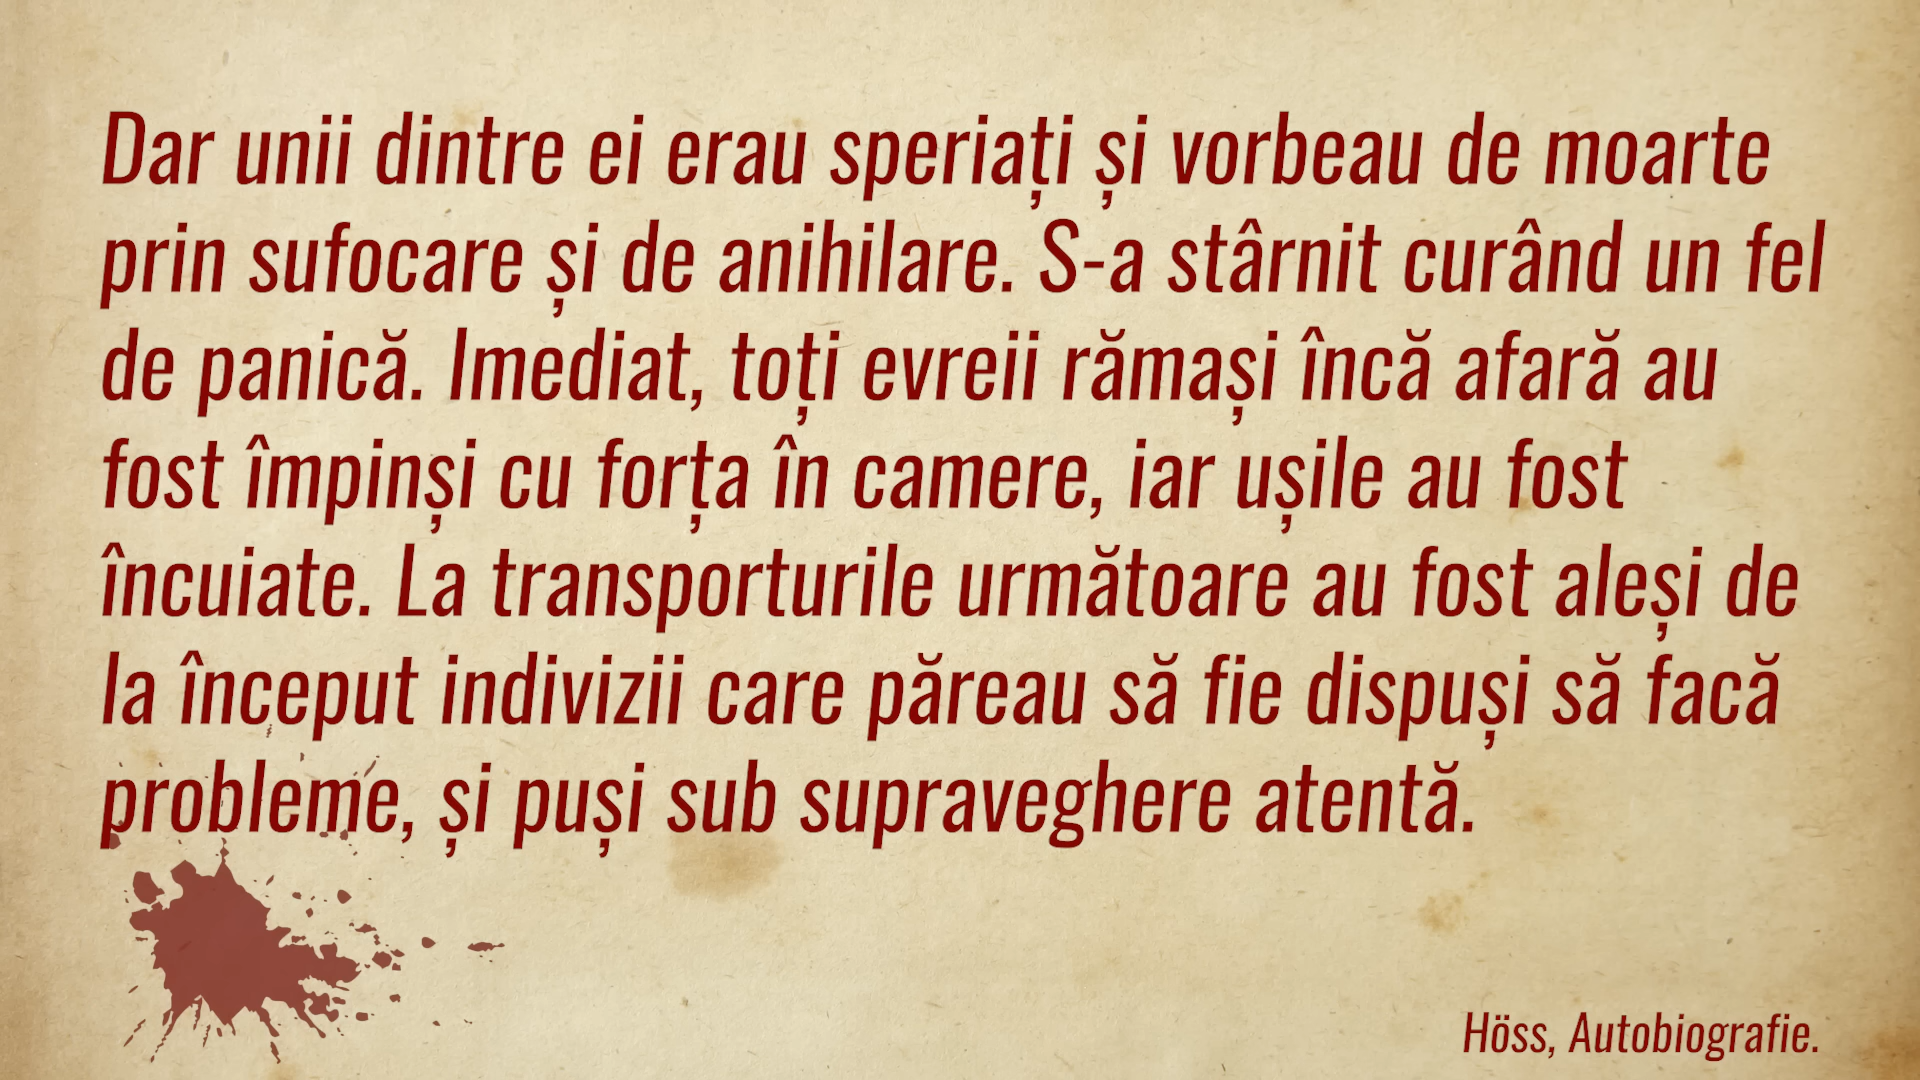 Dar unii dintre ei erau speriați și vorbeau de moarte
prin sufocare și de anihilare. S-a stârnit curând un fel
de panică. Imediat, toți evreii rămași încă afară au
fost împinși cu forța în camere, iar ușile au fost
încuiate. La transporturile următoare au fost aleși de
la început indivizii care păreau să fie dispuși să facă
probleme, și puși sub supraveghere atentă.
Höss, Autobiografie.